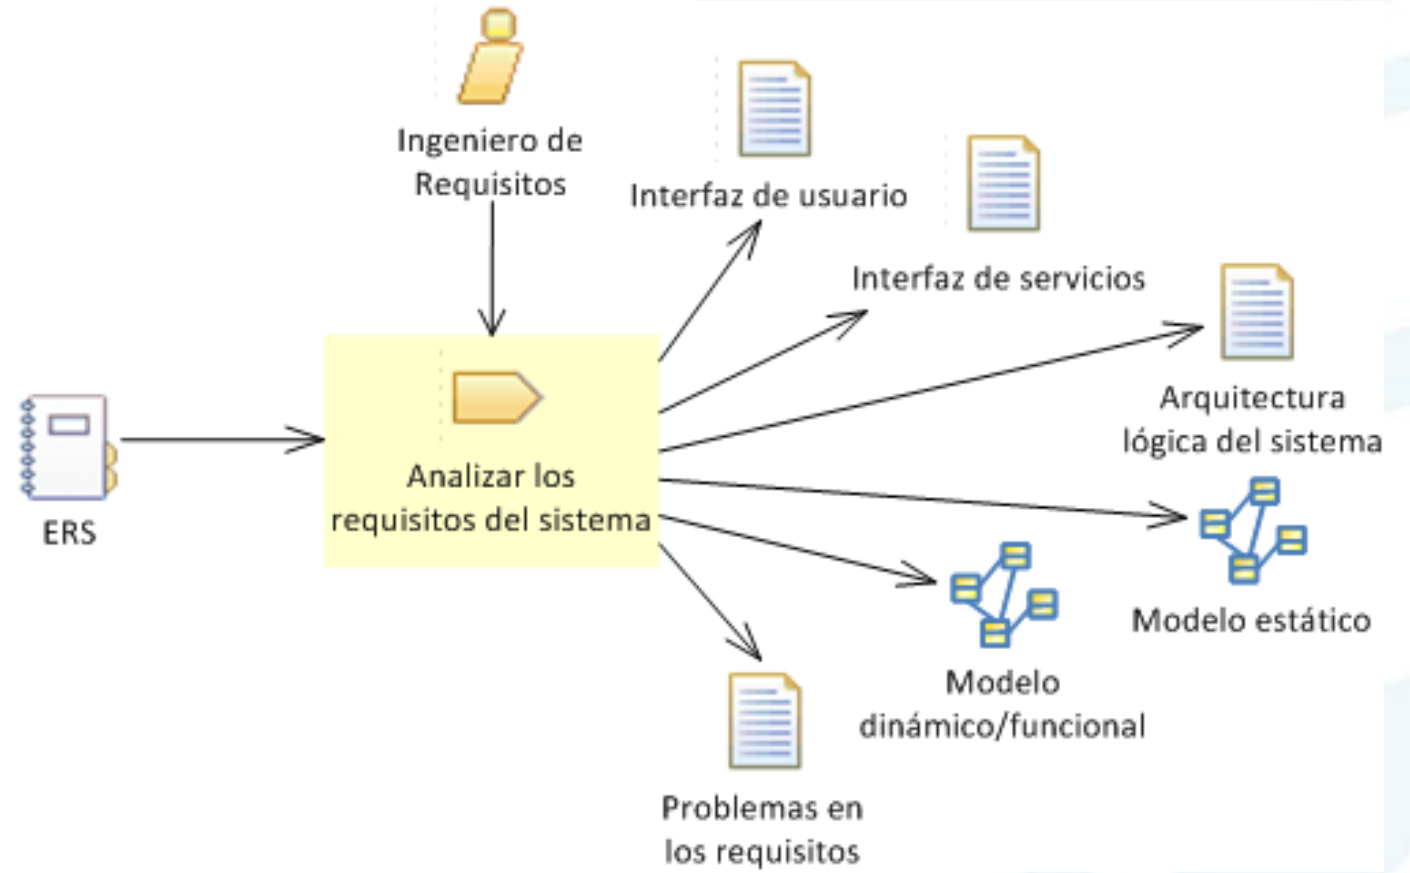 Ingeniero de
Requisitos
Interfaz de usuario
Interfaz de servicios
Arquitectura
lógica del sistema
ERS
Analizar los
requisitos del sistema
Modelo estático
Modelo
dinámico/funcional
Problemas en
los requisitos